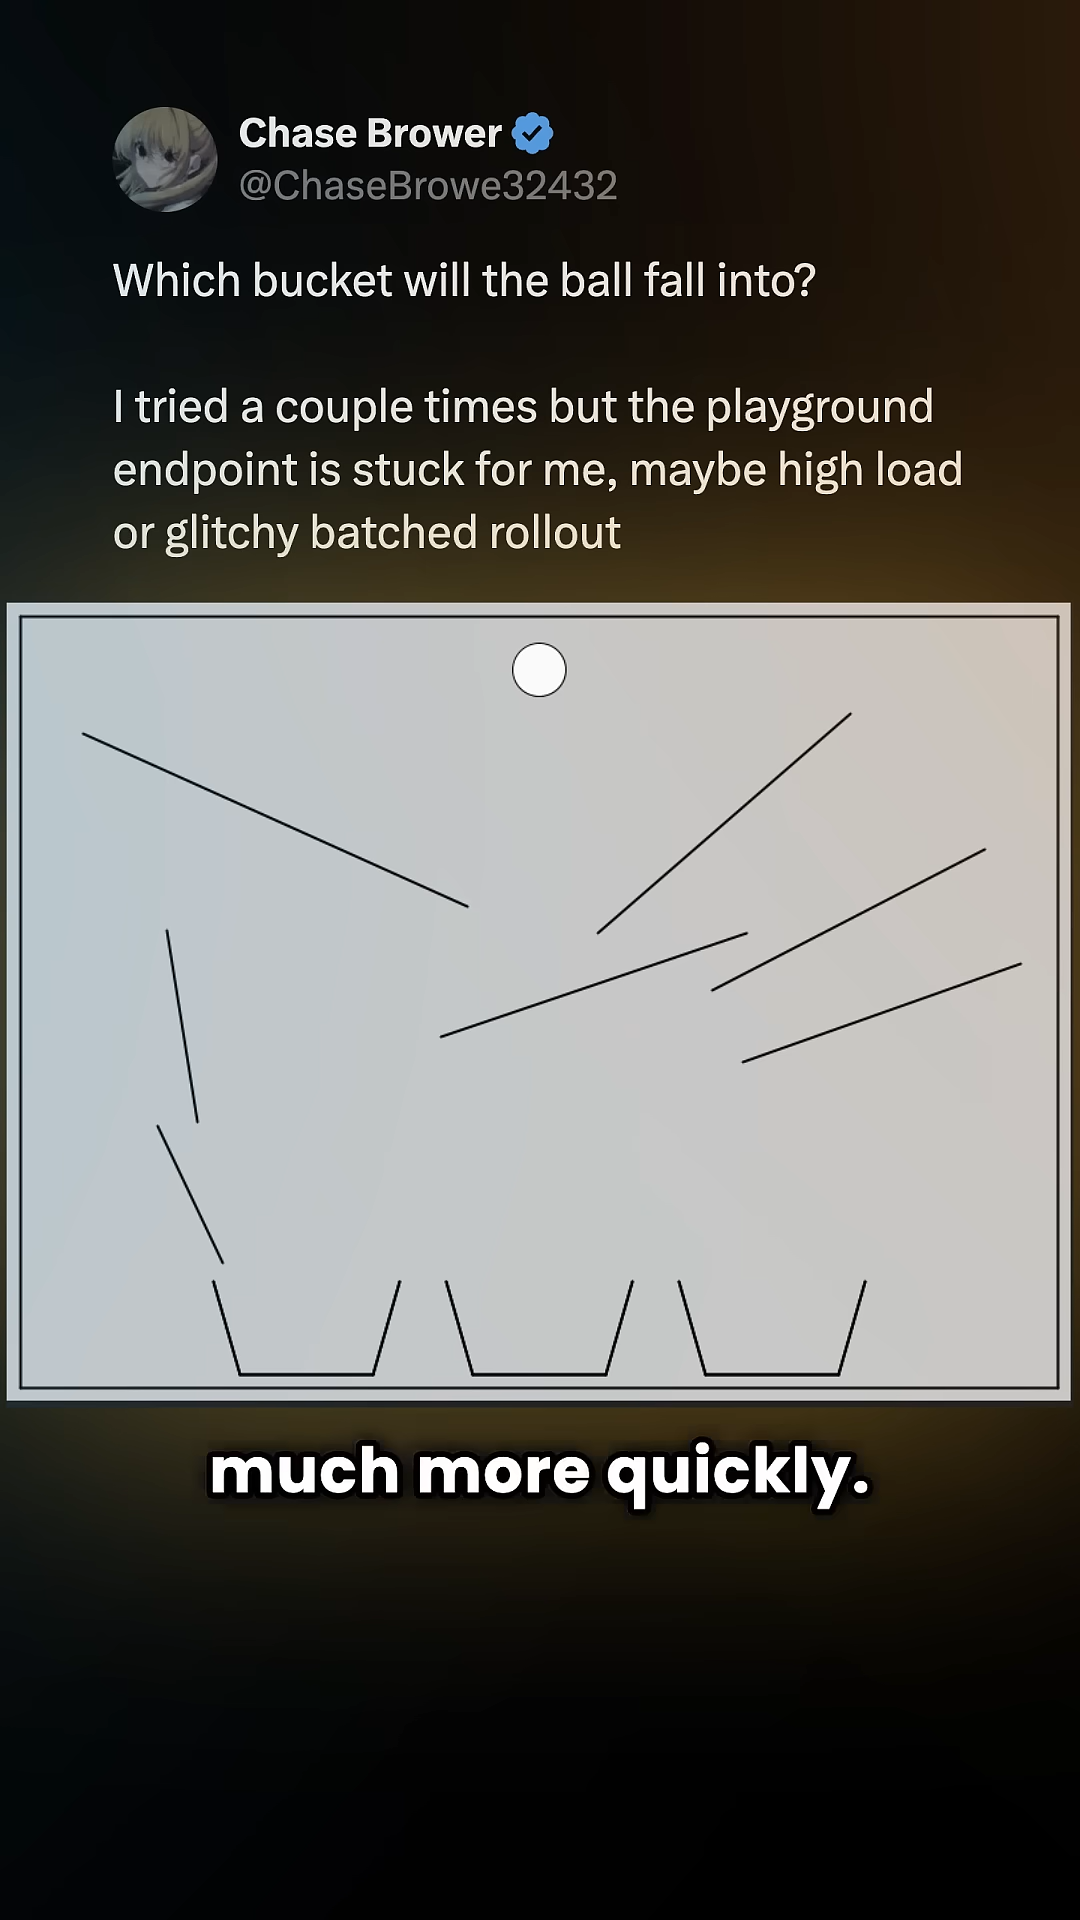 Chase Brower
@ChaseBrowe32432
Which bucket will the ball fall into?
I tried a couple times but the playground
endpoint is stuck for me, maybe high load
or glitchy batched rollout
much more quickly.